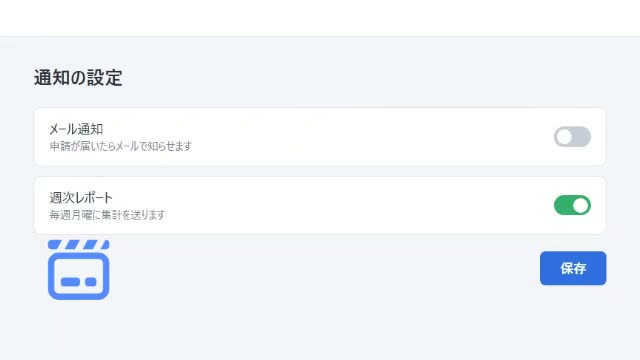 通知の設定
メール通知
申請が届いたらメールで知らせます
週次レポート
毎週月曜に集計を送ります
保存